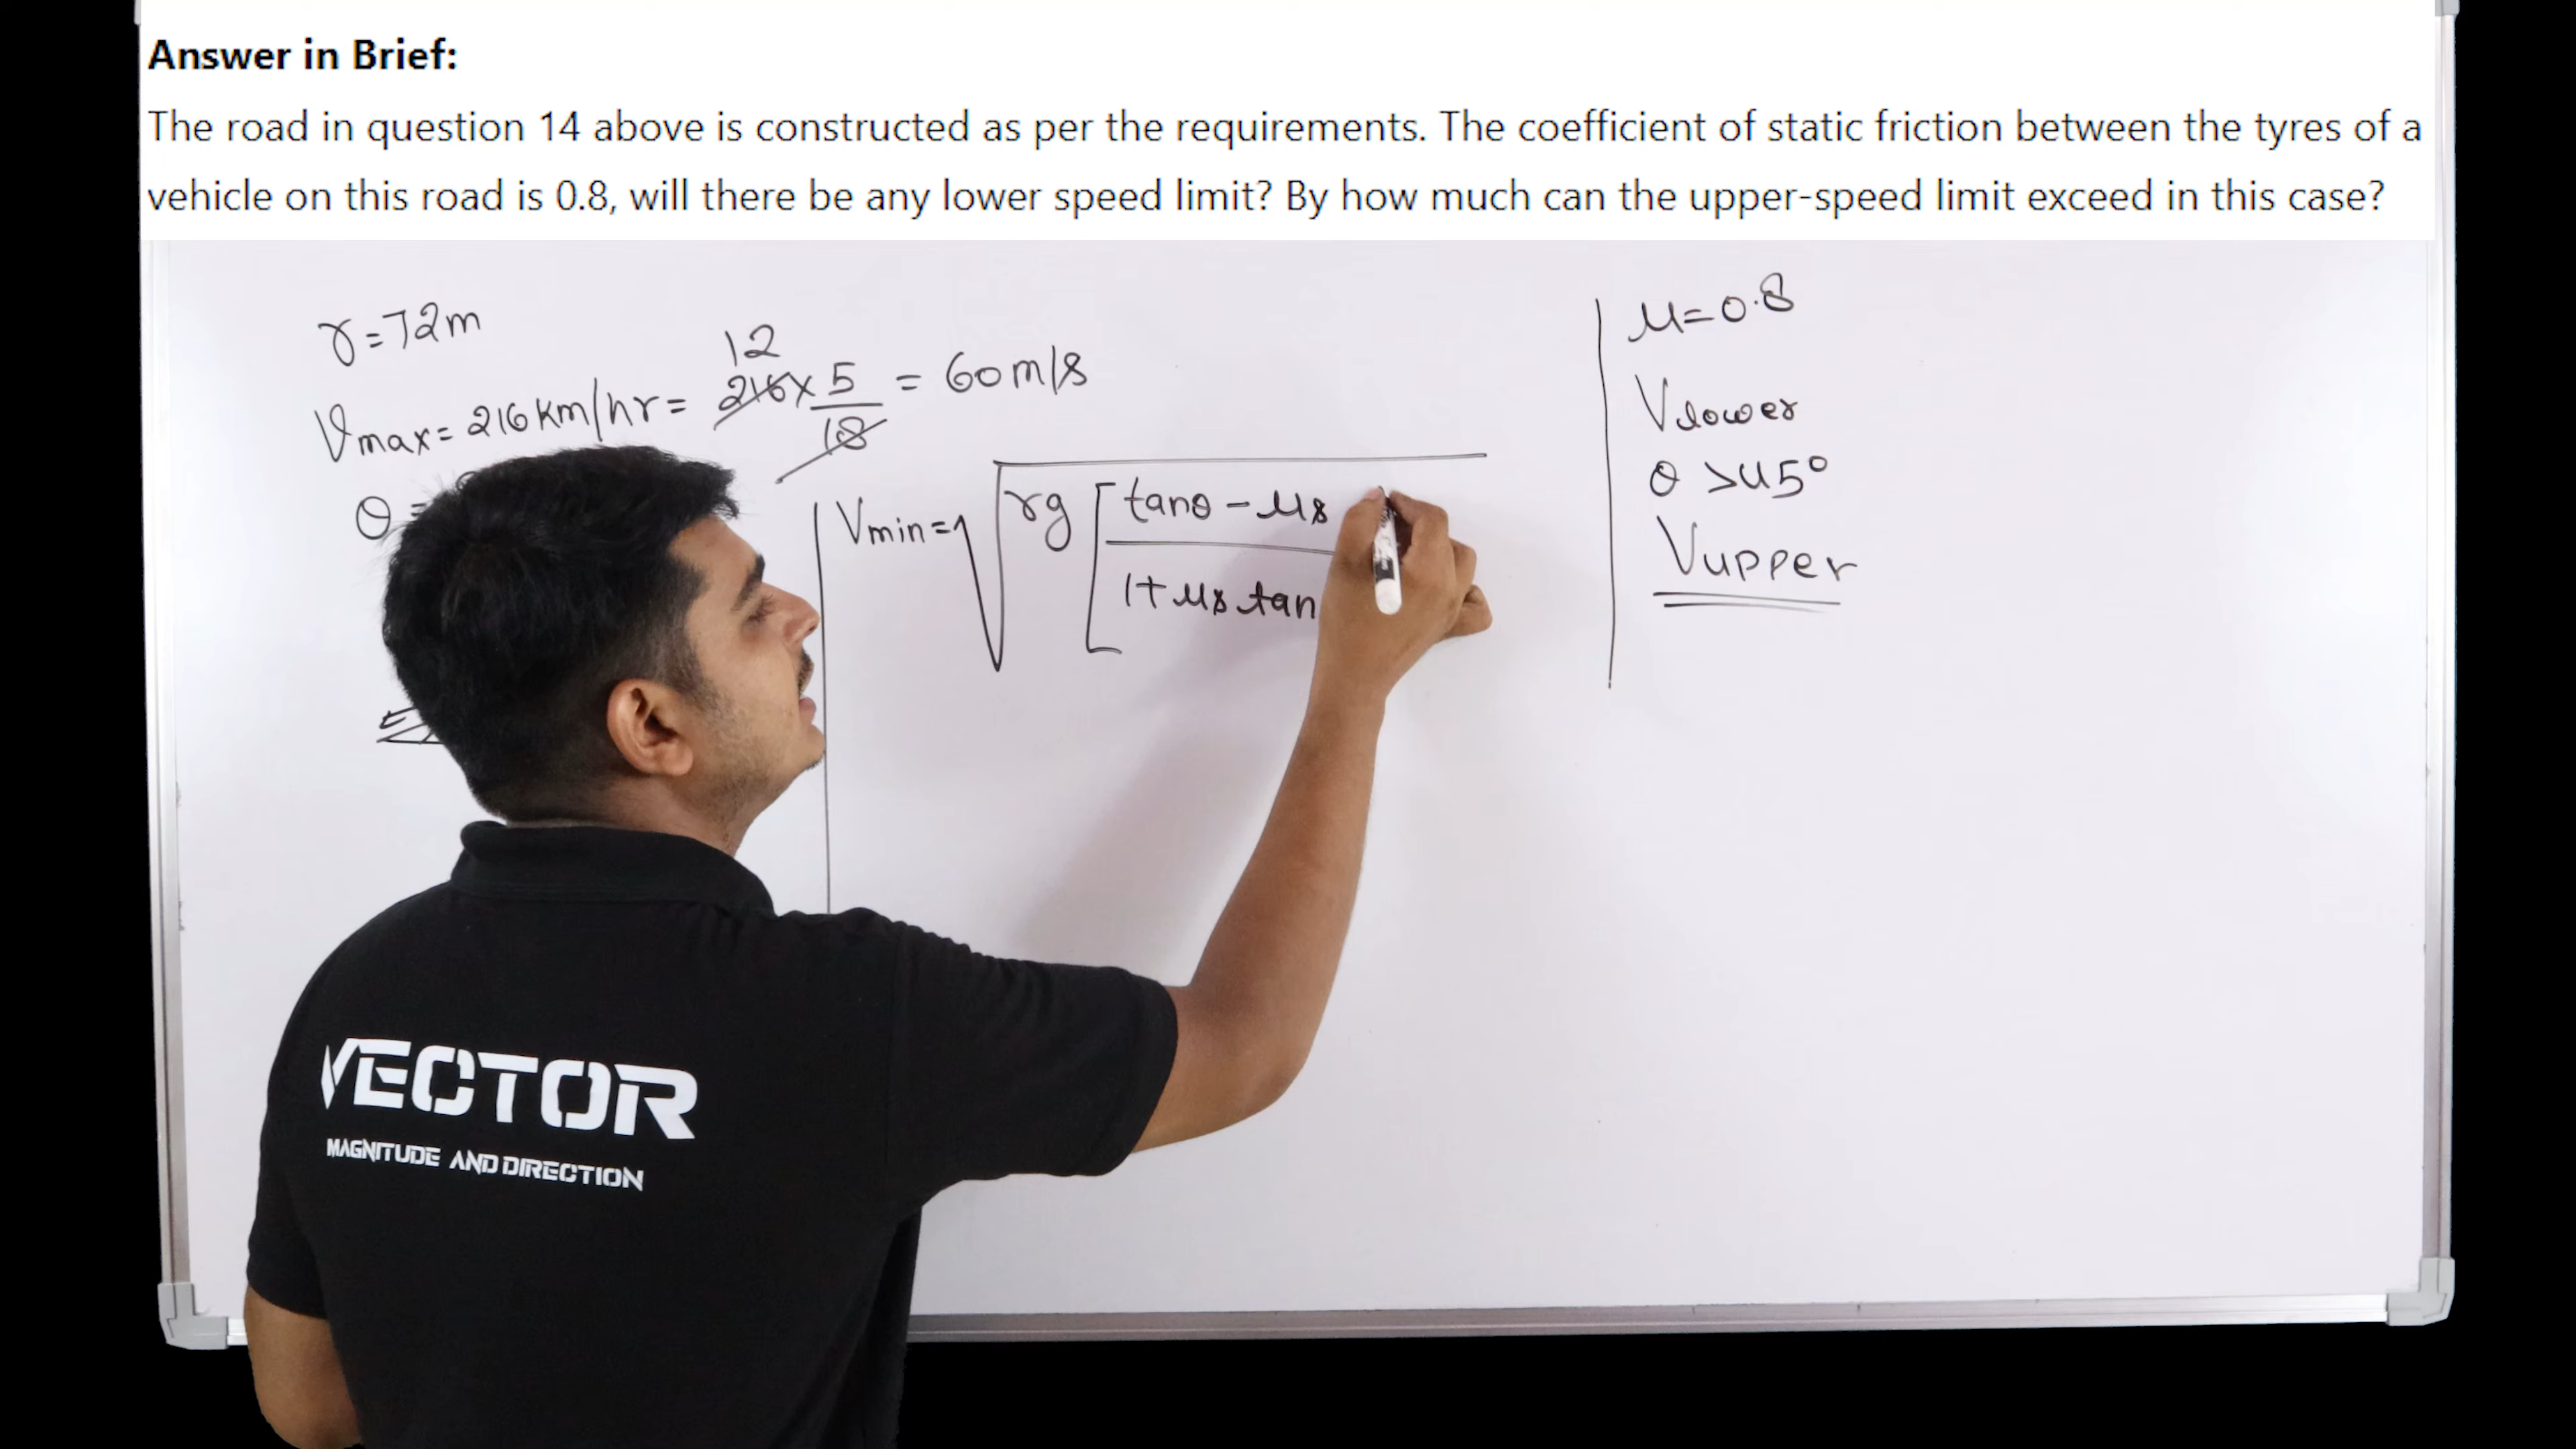 Answer in Brief:
The road in question 14 above is constructed as per the requirements. The coefficient of static friction between the tyres of a
vehicle on this road is 0.8, will there be any lower speed limit? By how much can the upper-speed limit exceed in this case?
r=72m
Vmax=216km/hr= 216x5/18 = 60m/s
12
θ =
Vmin=√rg[tanθ-μs
1+μs tan
μ=0.8
Vlower
θ >45°
Vupper
VECTOR
MAGNITUDE AND DIRECTION